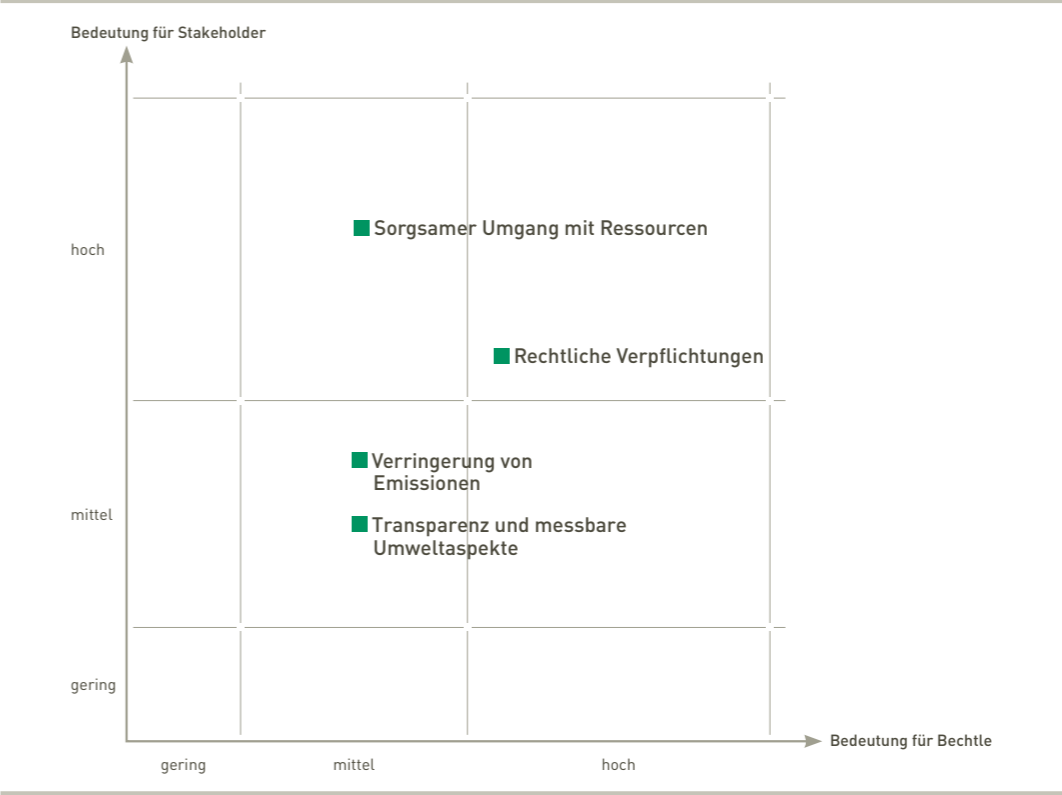 Bedeutung für Stakeholder
hoch
Sorgsamer Umgang mit Ressourcen
Rechtliche Verpflichtungen
Verringerung von
Emissionen
mittel
Transparenz und messbare
Umweltaspekte
gering
Bedeutung für Bechtle
gering
mittel
hoch